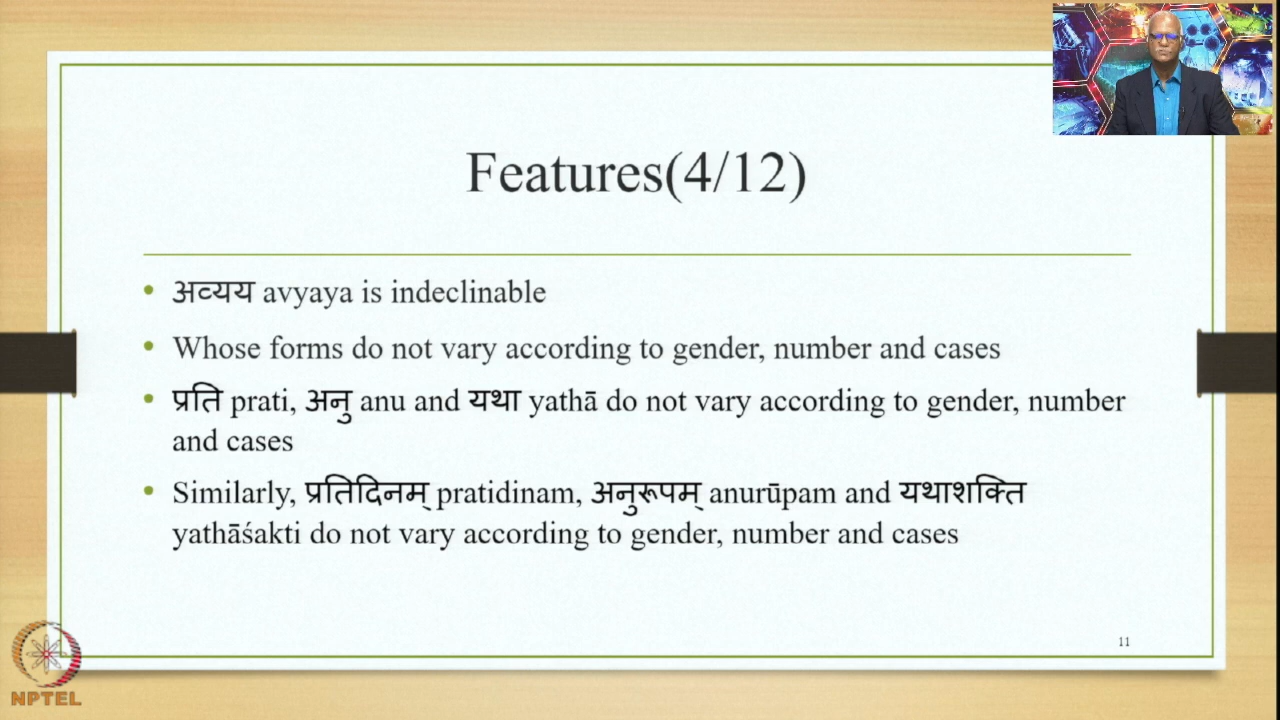 Features(4/12)
अव्यय avyaya is indeclinable
Whose forms do not vary according to gender, number and cases
प्रति prati, अनु anu and यथा yathā do not vary according to gender, number
and cases
Similarly, प्रतिदिनम् pratidinam, अनुरूपम् anurūpam and यथाशक्ति
yathāśakti do not vary according to gender, number and cases
11
NPTEL